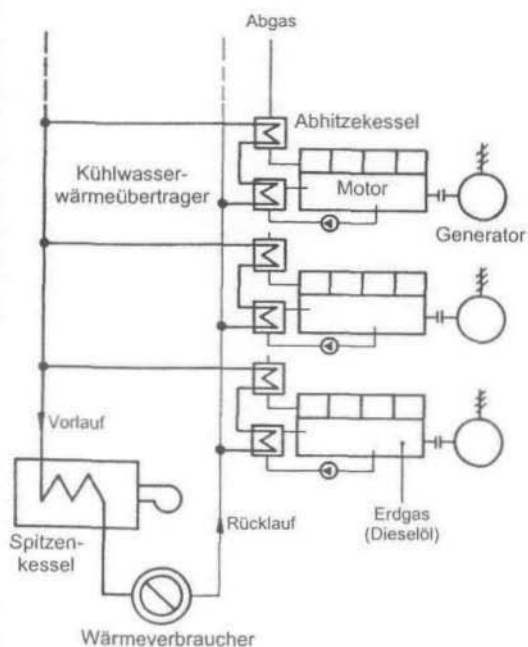 Abgas
Abhitzekessel
Kühlwasser-
wärmeübertrager
Motor
Generator
Vorlauf
Rücklauf
Erdgas
(Dieselöl)
Spitzen-
kessel
Wärmeverbraucher